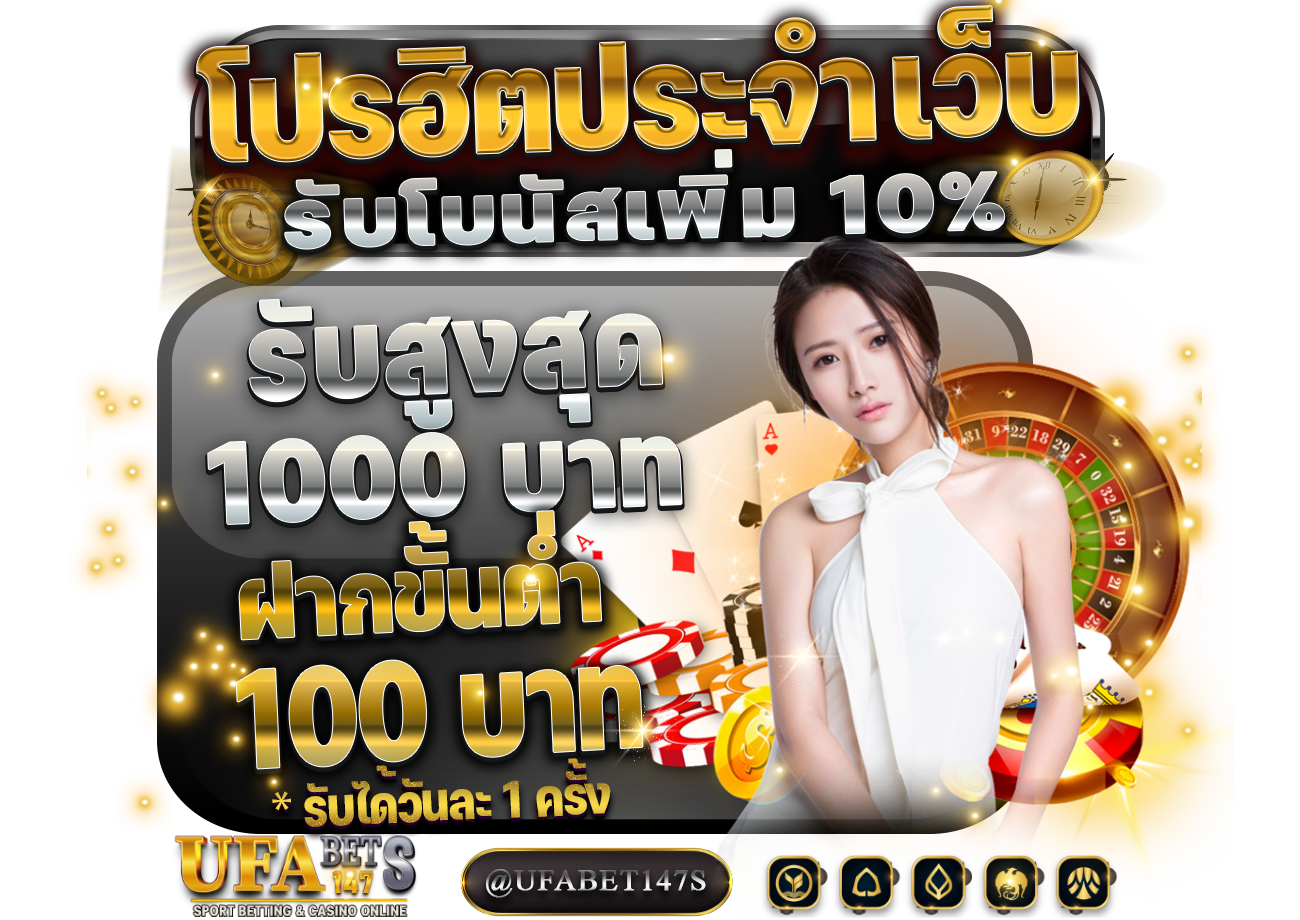 โปรฮิตประจำเว็บ
รับโบนัสเพิ่ม 10%
รับสูงสุด
1000 บาท
ฝากขั้นต่ำ
100 บาท
* รับได้วันละ 1 ครั้ง
UFABET147S
SPORT BETTING & CASINO ONLINE
@UFABET147S